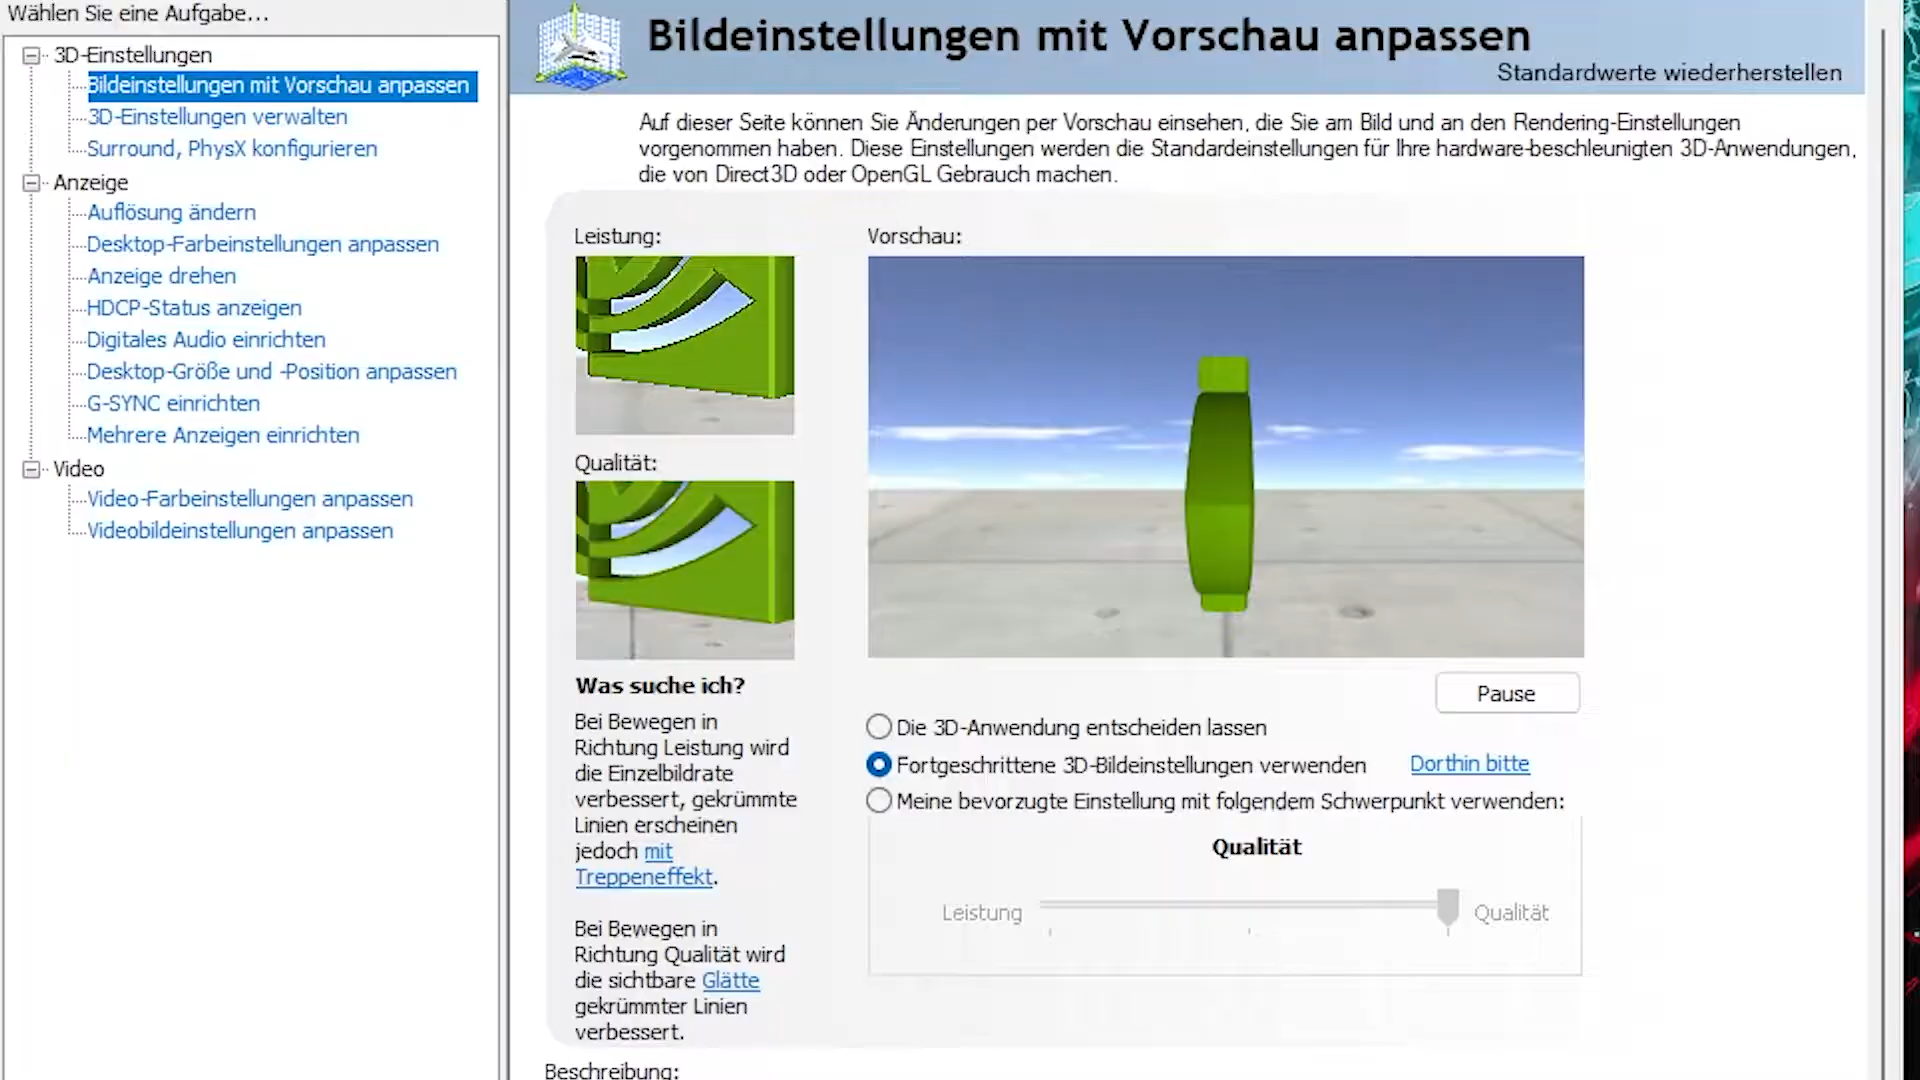 Wählen Sie eine Aufgabe...
3D-Einstellungen
Bildeinstellungen mit Vorschau anpassen
3D-Einstellungen verwalten
Surround, PhysX konfigurieren
Anzeige
Auflösung ändern
Desktop-Farbeinstellungen anpassen
Anzeige drehen
HDCP-Status anzeigen
Digitales Audio einrichten
Desktop-Größe und -Position anpassen
G-SYNC einrichten
Mehrere Anzeigen einrichten
Video
Video-Farbeinstellungen anpassen
Videobildeinstellungen anpassen
Bildeinstellungen mit Vorschau anpassen
Standardwerte wiederherstellen
Auf dieser Seite können Sie Änderungen per Vorschau einsehen, die Sie am Bild und an den Rendering-Einstellungen
vorgenommen haben. Diese Einstellungen werden die Standardeinstellungen für Ihre hardware-beschleunigten 3D-Anwendungen,
die von Direct3D oder OpenGL Gebrauch machen.
Leistung:
Qualität:
Was suche ich?
Bei Bewegen in
Richtung Leistung wird
die Einzelbildrate
verbessert, gekrümmte
Linien erscheinen
jedoch mit
Treppeneffekt.
Bei Bewegen in
Richtung Qualität wird
die sichtbare Glätte
gekrümmter Linien
verbessert.
Vorschau:
Pause
Die 3D-Anwendung entscheiden lassen
Fortgeschrittene 3D-Bildeinstellungen verwenden Dorthin bitte
Meine bevorzugte Einstellung mit folgendem Schwerpunkt verwenden:
Qualität
Leistung Qualität
Beschreibung: